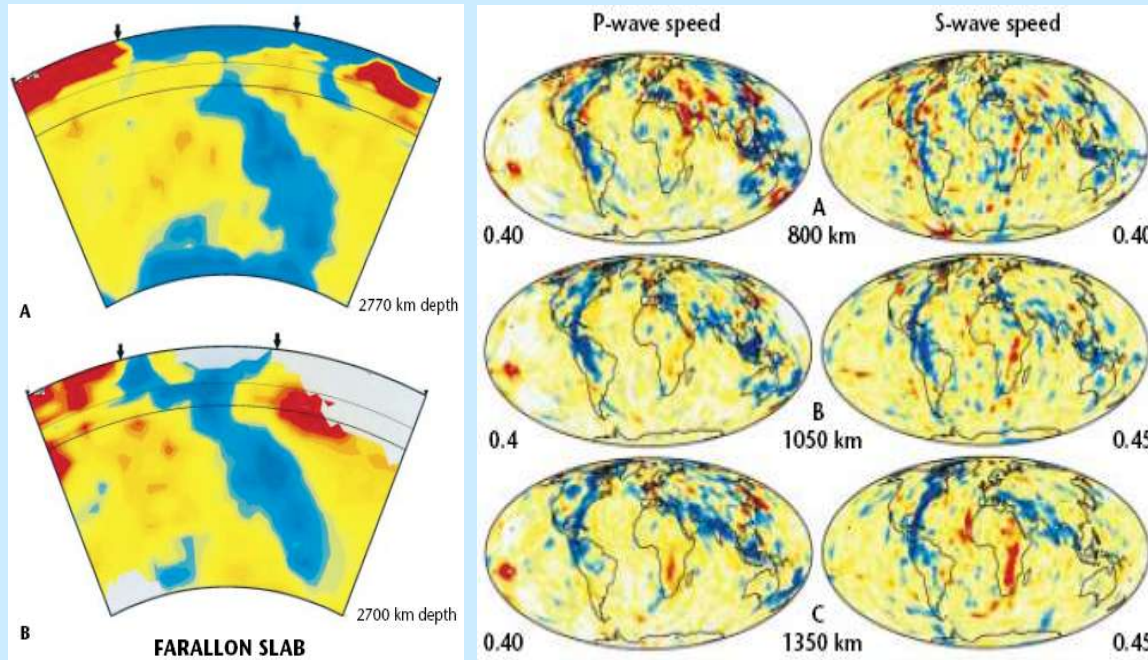 A
2770 km depth
B
2700 km depth
FARALLON SLAB
P-wave speed
S-wave speed
A
0.40
800 km
0.40
B
0.4
1050 km
0.45
C
0.40
1350 km
0.45